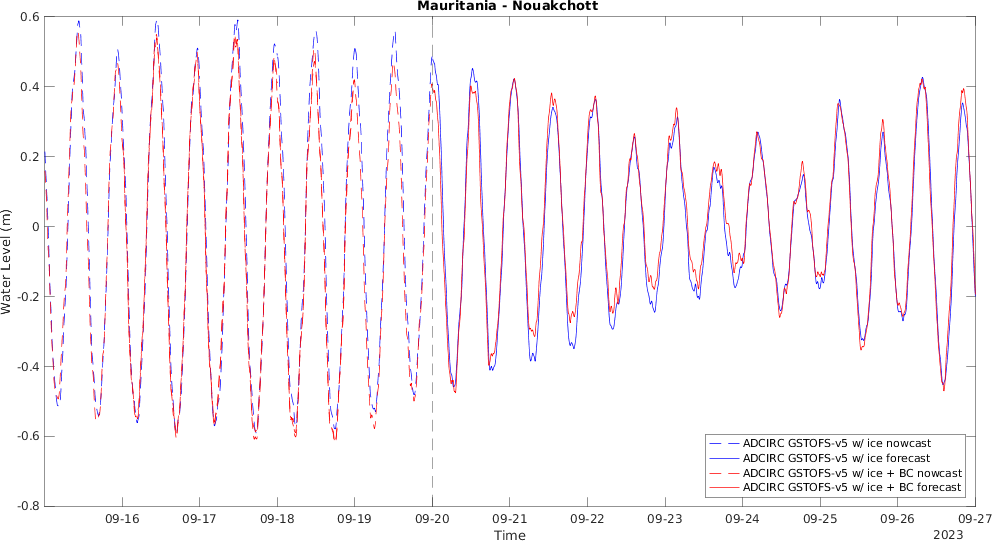 Mauritania - Nouakchott
0.6
0.4
0.2
0
-0.2
-0.4
-0.6
-0.8
Water Level (m)
ADCIRC GSTOFS-v5 w/ ice nowcast
ADCIRC GSTOFS-v5 w/ ice forecast
ADCIRC GSTOFS-v5 w/ ice + BC nowcast
ADCIRC GSTOFS-v5 w/ ice + BC forecast
09-16 09-17 09-18 09-19 09-20 09-21 09-22 09-23 09-24 09-25 09-26 09-27
Time
2023